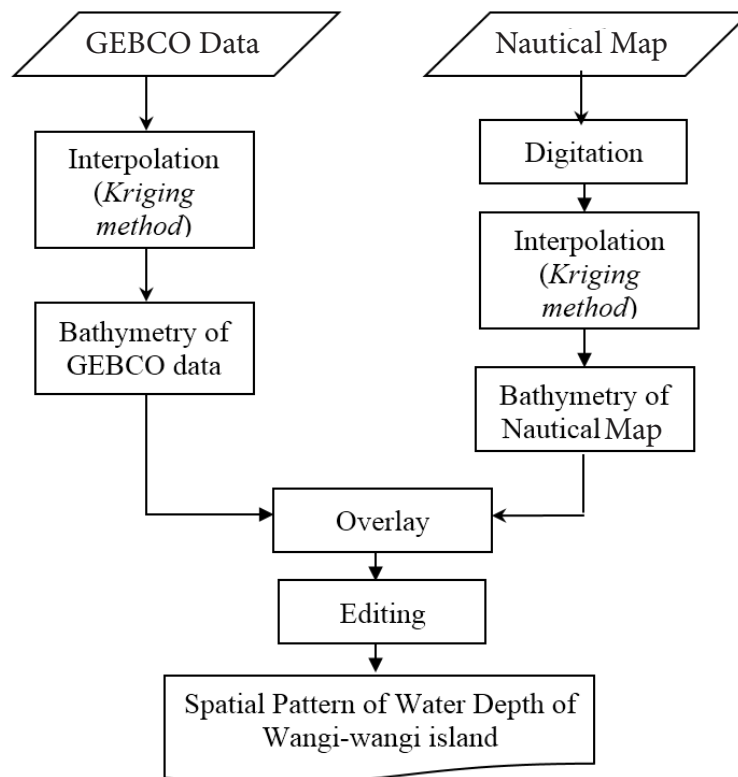 GEBCO Data
Interpolation
(Kriging
method)
Bathymetry of
GEBCO data
Nautical Map
Digitation
Interpolation
(Kriging
method)
Bathymetry of
Nautical Map
Overlay
Editing
Spatial Pattern of Water Depth of
Wangi-wangi island